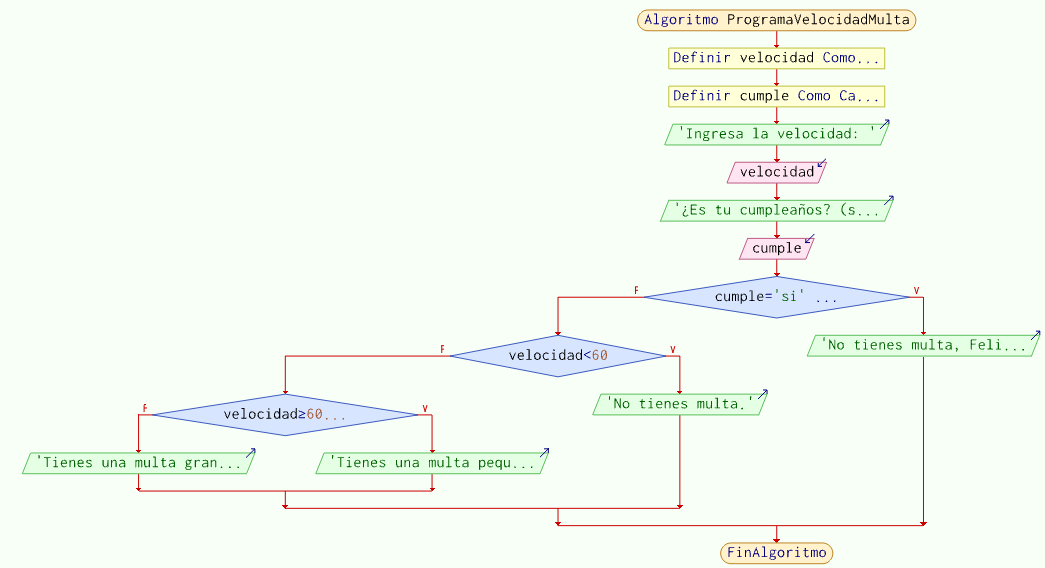 Algoritmo ProgramaVelocidadMulta
Definir velocidad Como...
Definir cumple Como Ca...
'Ingresa la velocidad: '
velocidad
'¿Es tu cumpleaños? (s...
cumple
F
cumple='si' ...
V
F
velocidad<60
V
'No tienes multa, Feli...
F
velocidad≥60...
V
'No tienes multa.'
'Tienes una multa gran...
'Tienes una multa pequ...
FinAlgoritmo